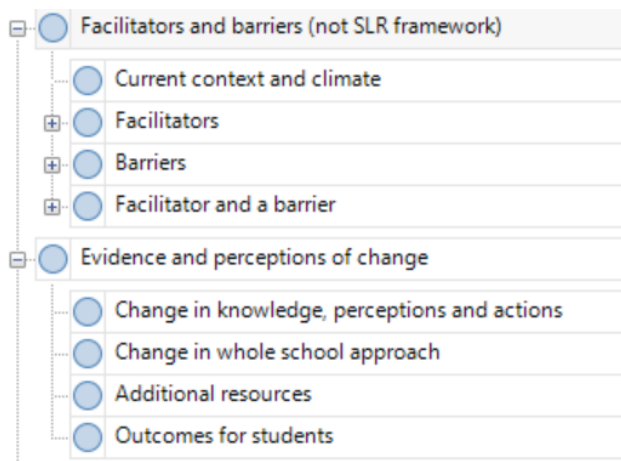 Facilitators and barriers (not SLR framework)
Current context and climate
Facilitators
Barriers
Facilitator and a barrier
Evidence and perceptions of change
Change in knowledge, perceptions and actions
Change in whole school approach
Additional resources
Outcomes for students